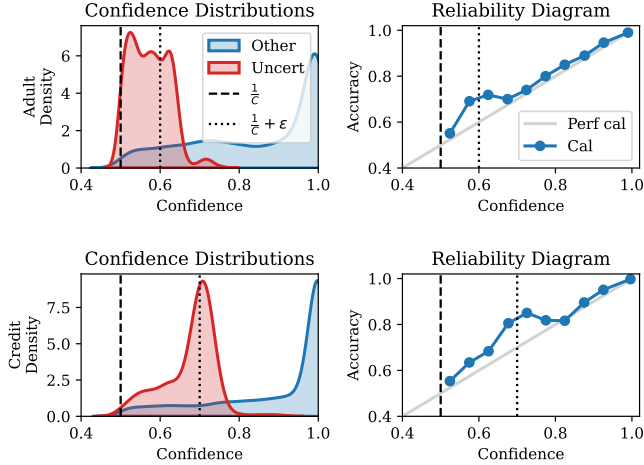 Confidence Distributions
Adult
Density
6
4
2
0
0.4
0.6
0.8
1.0
Confidence
Other
Uncert
1/C
1/C + ε
Reliability Diagram
Accuracy
1.0
0.8
0.6
0.4
0.4
0.6
0.8
1.0
Confidence
Perf cal
Cal
Confidence Distributions
Credit
Density
7.5
5.0
2.5
0.0
0.4
0.6
0.8
1.0
Confidence
Reliability Diagram
Accuracy
1.0
0.8
0.6
0.4
0.4
0.6
0.8
1.0
Confidence